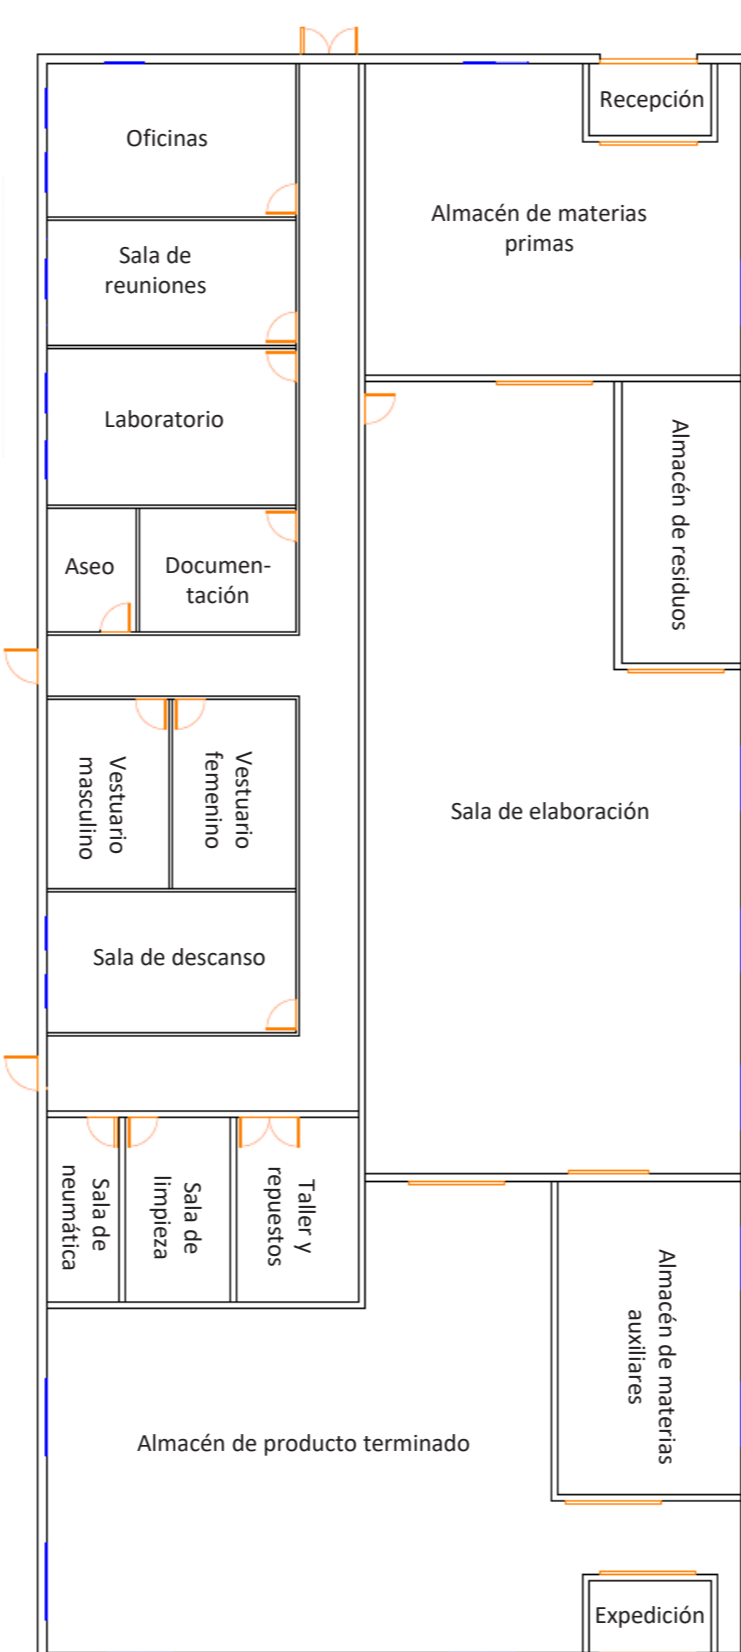 Recepción
Oficinas
Almacén de materias
primas
Sala de
reuniones
Laboratorio
Almacén de residuos
Aseo
Documen-
tación
Vestuario
masculino
Vestuario
femenino
Sala de elaboración
Sala de descanso
Sala de
neumática
Sala de
limpieza
Taller y
repuestos
Almacén de materias
auxiliares
Almacén de producto terminado
Expedición